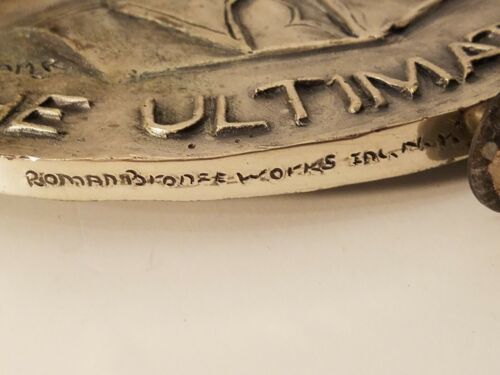 ULTIMA
ROMAN BRONZE WORKS INC. N.Y.